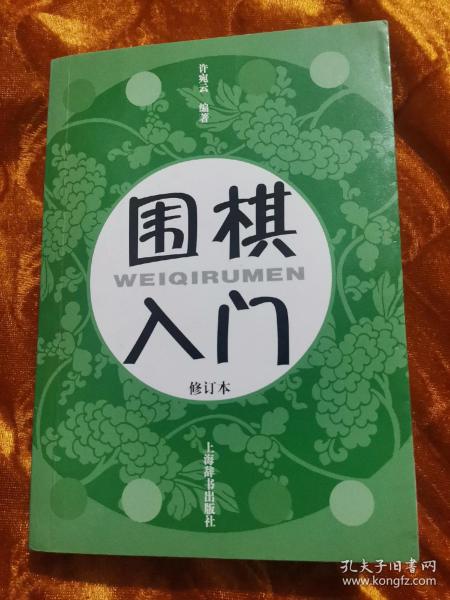 许宛云 编著
围棋
WEIQIRUMEN
入门
修订本
上海辞书出版社
孔夫子旧书网
www.kongfz.com